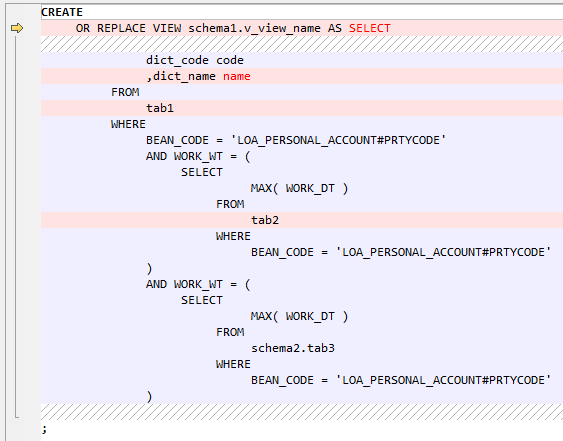 CREATE
OR REPLACE VIEW schema1.v_view_name AS SELECT
dict_code code
,dict_name name
FROM
tab1
WHERE
BEAN_CODE = 'LOA_PERSONAL_ACCOUNT#PRTYCODE'
AND WORK_WT = (
SELECT
MAX( WORK_DT )
FROM
tab2
WHERE
BEAN_CODE = 'LOA_PERSONAL_ACCOUNT#PRTYCODE'
)
AND WORK_WT = (
SELECT
MAX( WORK_DT )
FROM
schema2.tab3
WHERE
BEAN_CODE = 'LOA_PERSONAL_ACCOUNT#PRTYCODE'
)
;